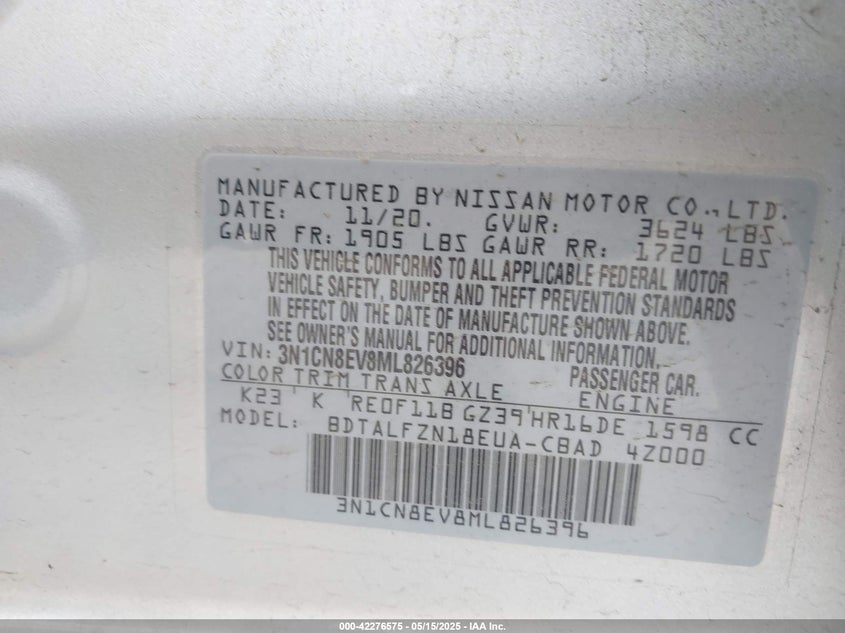 MANUFACTURED BY NISSAN MOTOR CO.,LTD.
DATE: 11/20. GVWR: 3624 LBS
GAWR FR: 1905 LBS GAWR RR: 1720 LBS
THIS VEHICLE CONFORMS TO ALL APPLICABLE FEDERAL MOTOR
VEHICLE SAFETY, BUMPER AND THEFT PREVENTION STANDARDS
IN EFFECT ON THE DATE OF MANUFACTURE SHOWN ABOVE.
SEE OWNER'S MANUAL FOR ADDITIONAL INFORMATION.
VIN: 3N1CN8EV8ML826396 PASSENGER CAR.
COLOR TRIM TRANS AXLE ENGINE
K23 K RE0F11B GZ39 HR16DE 1598 CC
MODEL: BDTALFZN18EUA-CBAD 4Z000
3N1CN8EV8ML826396
000-42276575 - 05/15/2025 - IAA Inc.